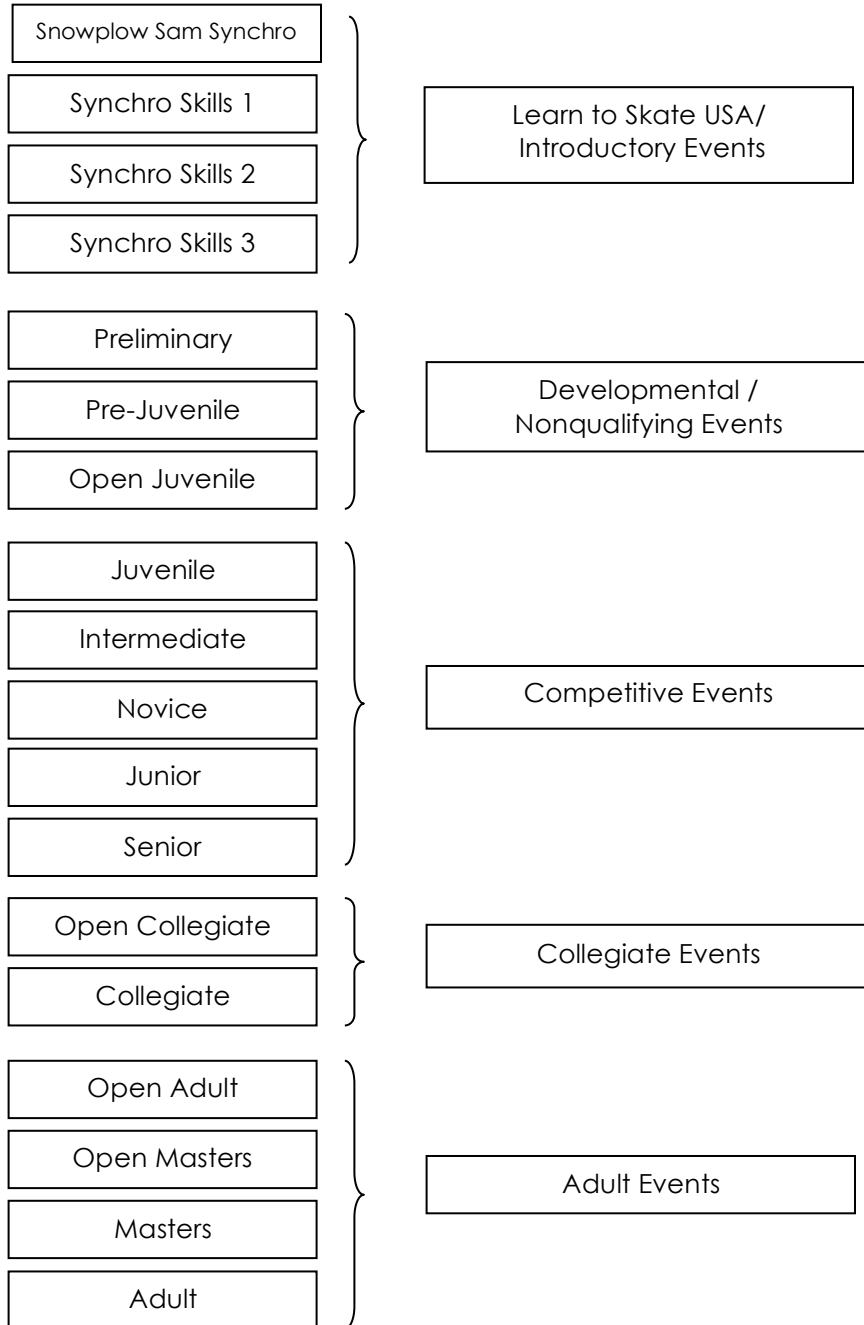 Snowplow Sam Synchro
Synchro Skills 1
Synchro Skills 2
Synchro Skills 3
Learn to Skate USA/
Introductory Events
Preliminary
Pre-Juvenile
Open Juvenile
Developmental /
Nonqualifying Events
Juvenile
Intermediate
Novice
Junior
Senior
Competitive Events
Open Collegiate
Collegiate
Collegiate Events
Open Adult
Open Masters
Masters
Adult
Adult Events